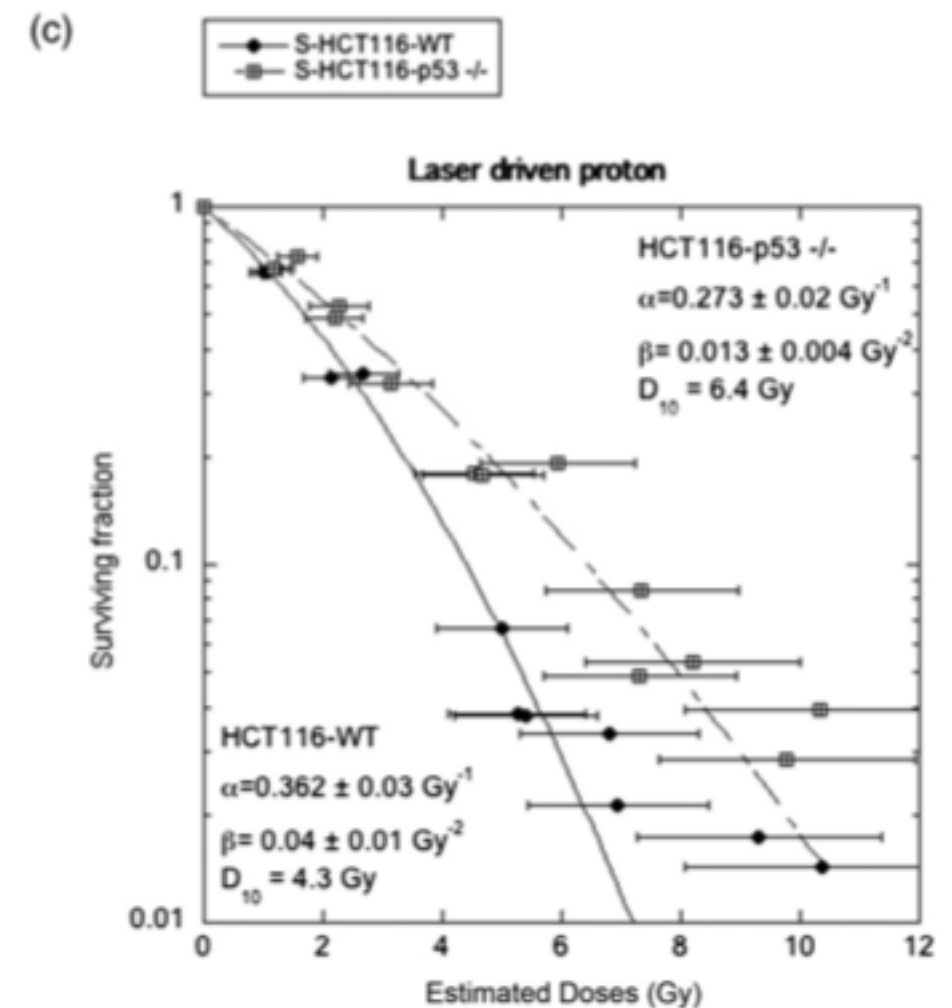 (c)
S-HCT116-WT
S-HCT116-p53 -/-
Laser driven proton
1
HCT116-p53 -/-
α=0.273 ± 0.02 Gy⁻¹
β= 0.013 ± 0.004 Gy⁻²
D₁₀ = 6.4 Gy
Surviving fraction
0.1
HCT116-WT
α=0.362 ± 0.03 Gy⁻¹
β= 0.04 ± 0.01 Gy⁻²
D₁₀ = 4.3 Gy
0.01
0 2 4 6 8 10 12
Estimated Doses (Gy)